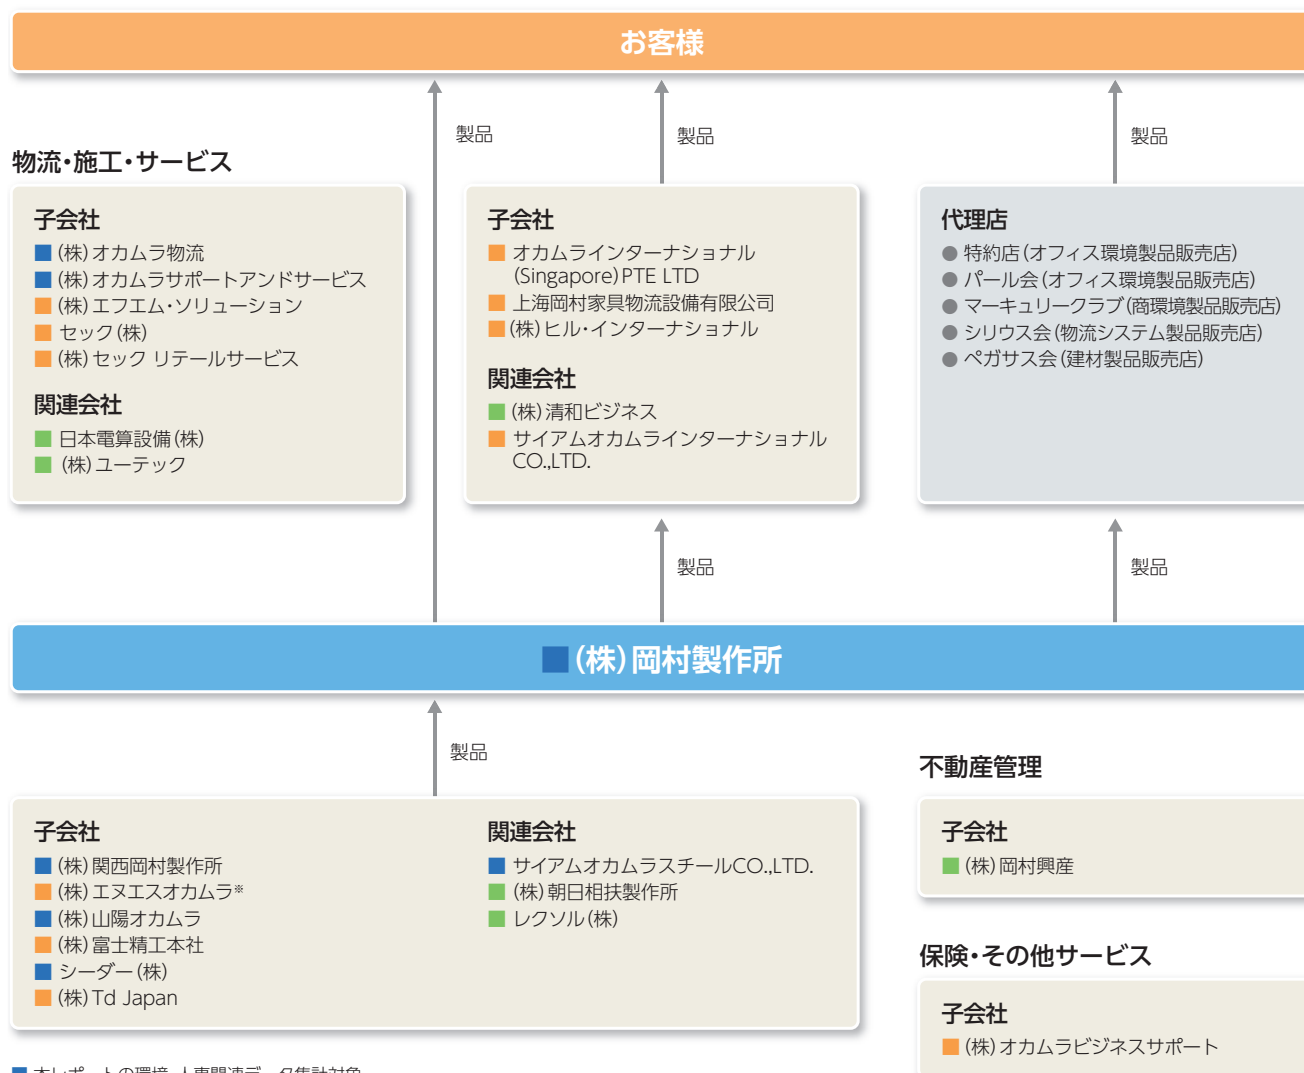 お客様
製品
製品
製品
物流・施工・サービス
子会社
(株)オカムラ物流
(株)オカムラサポートアンドサービス
(株)エフエム・ソリューション
セック(株)
(株)セック リテールサービス
関連会社
日本電算設備(株)
(株)ユーテック
子会社
オカムラインターナショナル
(Singapore)PTE LTD
上海岡村家具物流設備有限公司
(株)ヒル・インターナショナル
関連会社
(株)清和ビジネス
サイアムオカムラインターナショナル
CO.,LTD.
代理店
● 特約店(オフィス環境製品販売店)
● パール会(オフィス環境製品販売店)
● マーキュリークラブ(商環境製品販売店)
● シリウス会(物流システム製品販売店)
● ペガサス会(建材製品販売店)
製品
製品
(株)岡村製作所
製品
子会社
(株)関西岡村製作所
(株)エヌエスオカムラ※
(株)山陽オカムラ
(株)富士精工本社
シーダー(株)
(株)Td Japan
関連会社
サイアムオカムラスチールCO.,LTD.
(株)朝日相扶製作所
レクソル(株)
不動産管理
子会社
(株)岡村興産
保険・その他サービス
子会社
(株)オカムラビジネスサポート
本レポートの環境・人事関連データ集計対象